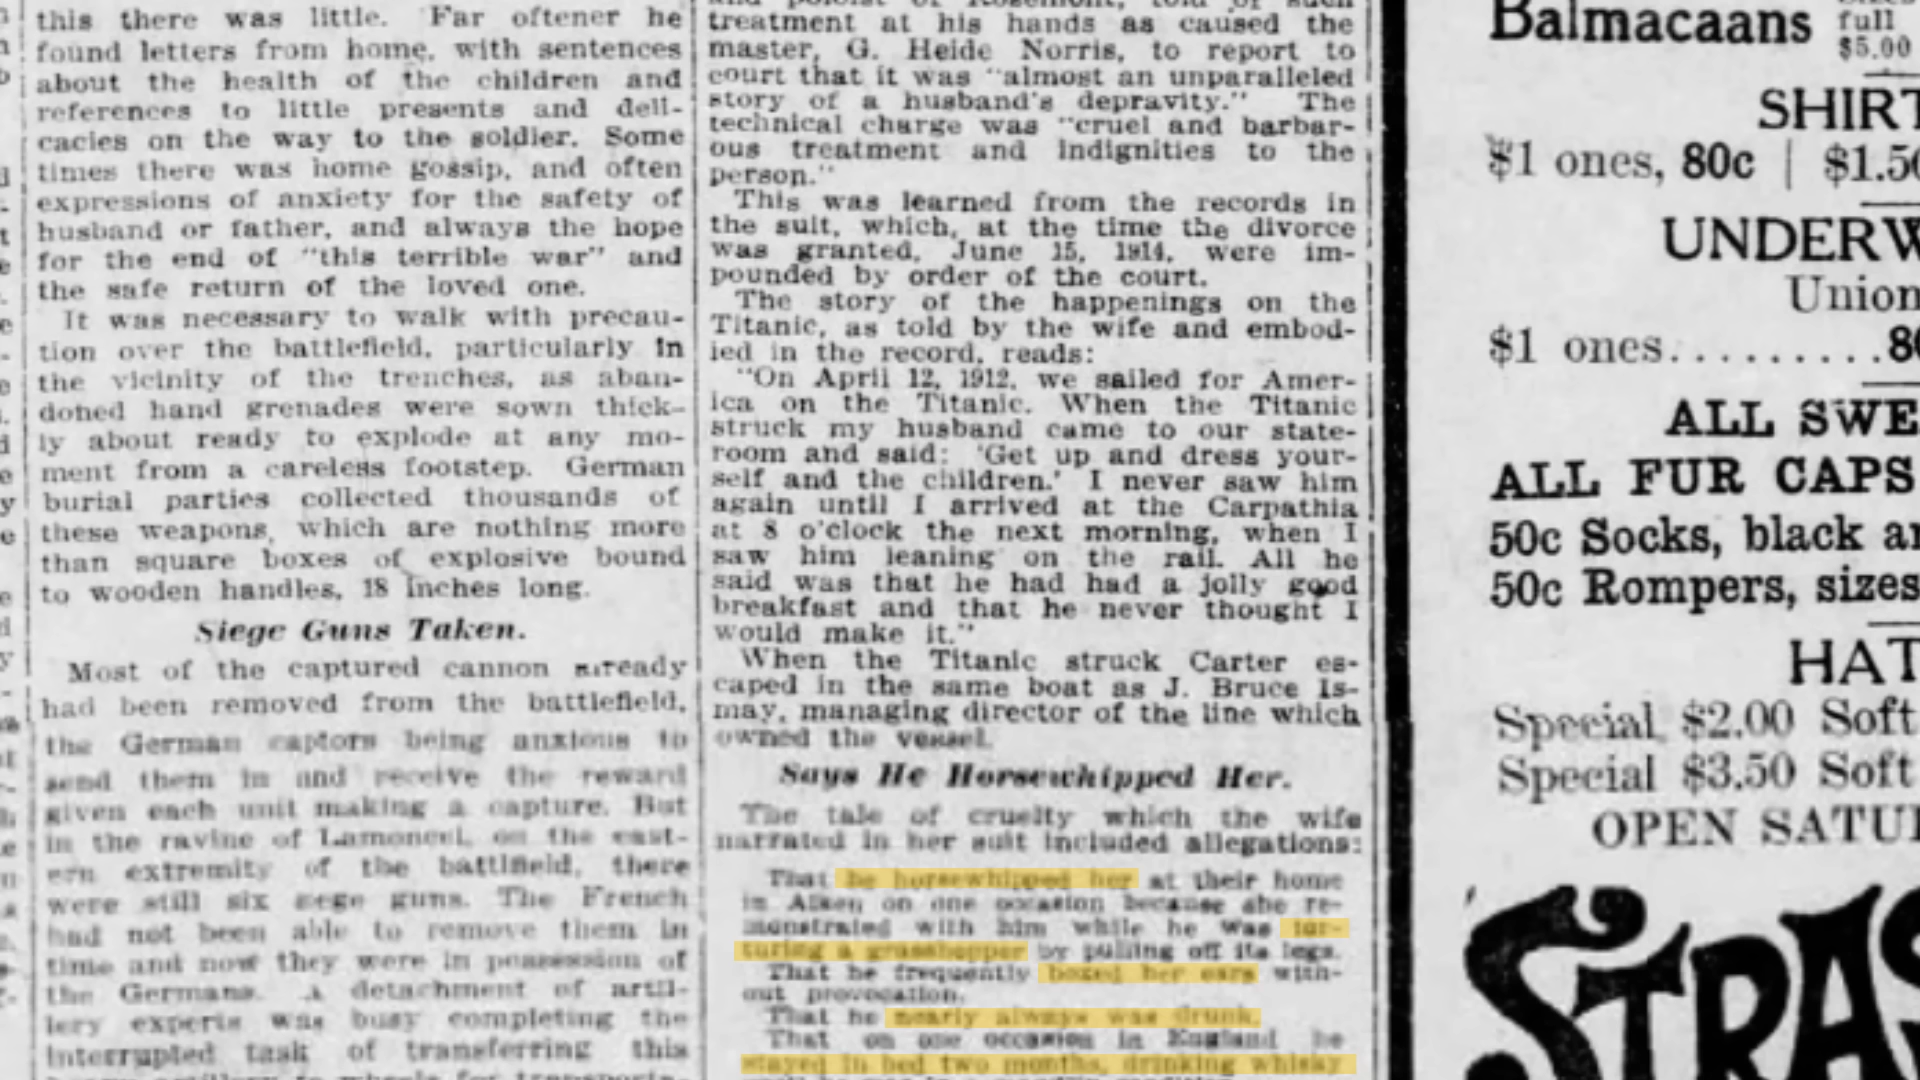 this there was little. Far oftener he
found letters from home, with sentences
about the health of the children and
references to little presents and deli-
cacies on the way to the soldier. Some
times there was home gossip, and often
expressions of anxiety for the safety of
husband or father, and always the hope
for the end of "this terrible war" and
the safe return of the loved one.
It was necessary to walk with precau-
tion over the battlefield, particularly in
the vicinity of the trenches, as aban-
doned hand grenades were sown thick-
ly about ready to explode at any mo-
ment from a careless footstep. German
burial parties collected thousands of
these weapons, which are nothing more
than square boxes of explosive bound
to wooden handles, 18 inches long.
Siege Guns Taken.
Most of the captured cannon already
had been removed from the battlefield,
the German captors being anxious to
send them in and receive the reward
given each unit making a capture. But
in the ravine of on the east-
ern extremity of the battlfield, there
were still six siege guns. The French
had not been able to remove them in
time and now they were in possession of
the Germans. A detachment of artil-
lery experts was busy completing the
interrupted task of transferring this
treatment at his hands as caused the
master, G. Heide Norris, to report to
court that it was "almost an unparalleled
story of a husband's depravity." The
technical charge was "cruel and barbar-
ous treatment and indignities to the
person."
This was learned from the records in
the suit, which, at the time the divorce
was granted, June 15, 1914, were im-
pounded by order of the court.
The story of the happenings on the
Titanic, as told by the wife and embod-
ied in the record, reads:
"On April 12, 1912, we sailed for Amer-
ica on the Titanic. When the Titanic
struck my husband came to our state-
room and said: 'Get up and dress your-
self and the children.' I never saw him
again until I arrived at the Carpathia
at 8 o'clock the next morning, when I
saw him leaning on the rail. All he
said was that he had had a jolly good
breakfast and that he never thought I
would make it."
When the Titanic struck Carter es-
caped in the same boat as J. Bruce Is-
may, managing director of the line which
owned the vessel.
Says He Horsewhipped Her.
The tale of cruelty which the wife
narrated in her suit included allegations:
That he horsewhipped her at their home
in Aiken on one occasion because she re-
monstrated with him while he was tor-
turing a grasshopper by pulling off its legs.
That he frequently boxed her ears with-
out provocation.
That he nearly always was drunk.
That on one occasion in England he
stayed in bed two months, drinking whisky
Balmacaans
full
$5.00
SHIRT
$1 ones, 80c | $1.50
UNDERW
Union
$1 ones.........80
ALL SWE
ALL FUR CAPS
50c Socks, black an
50c Rompers, sizes
HAT
Special $2.00 Soft
Special $3.50 Soft
OPEN SATU
STRAS